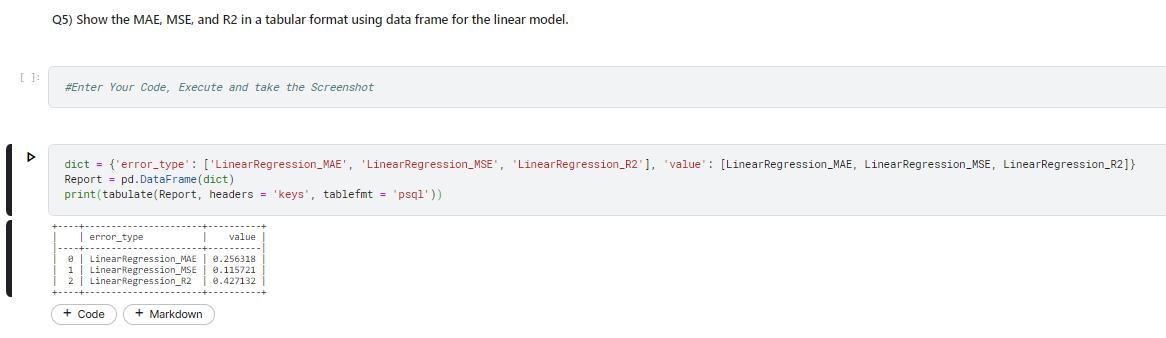 Q5) Show the MAE, MSE, and R2 in a tabular format using data frame for the linear model.
[ ]:
#Enter Your Code, Execute and take the Screenshot
dict = {'error_type': ['LinearRegression_MAE', 'LinearRegression_MSE', 'LinearRegression_R2'], 'value': [LinearRegression_MAE, LinearRegression_MSE, LinearRegression_R2]}
Report = pd.DataFrame(dict)
print(tabulate(Report, headers = 'keys', tablefmt = 'psql'))
+----+----------------------+----------+
|    | error_type           |    value |
|----+----------------------+----------|
|  0 | LinearRegression_MAE | 0.256318 |
|  1 | LinearRegression_MSE | 0.115721 |
|  2 | LinearRegression_R2  | 0.427132 |
+----+----------------------+----------+
+ Code
+ Markdown